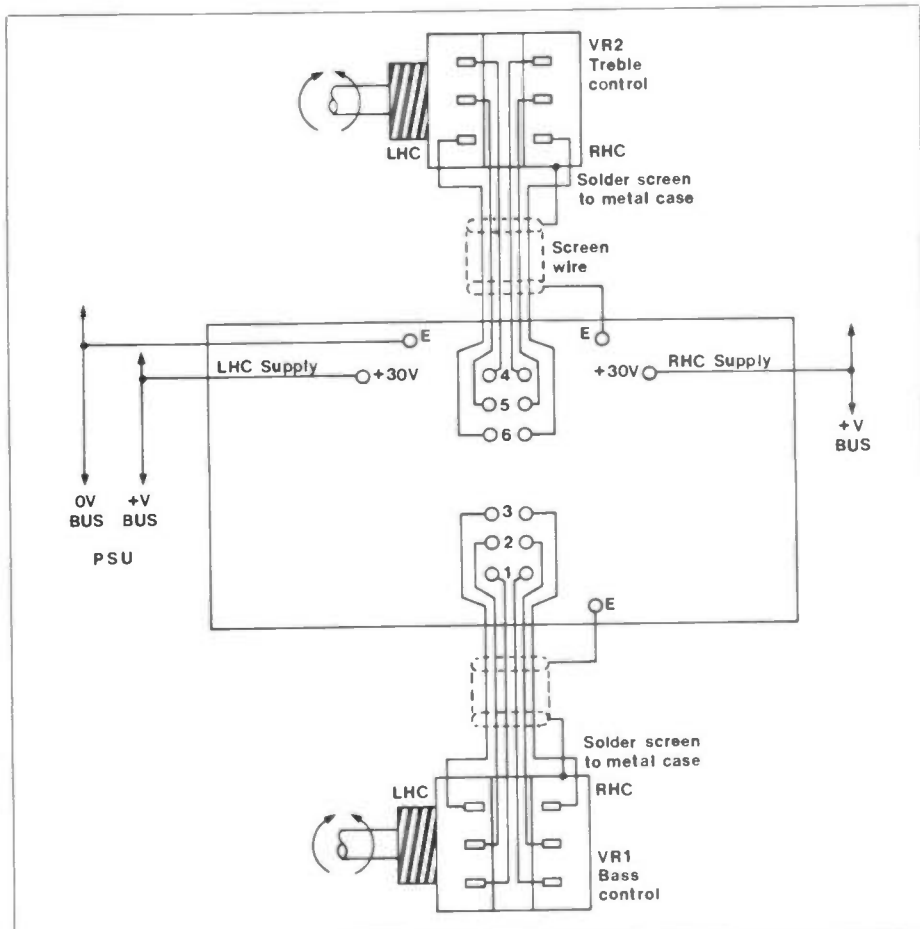 VR2
Treble
control
LHC
RHC
Solder screen
to metal case
Screen
wire
E
E
LHC Supply
+30V
4
+30V
RHC Supply
5
6
+V
BUS
0V
BUS
+V
BUS
PSU
3
2
1
E
Solder screen
to metal case
LHC
RHC
VR1
Bass
control